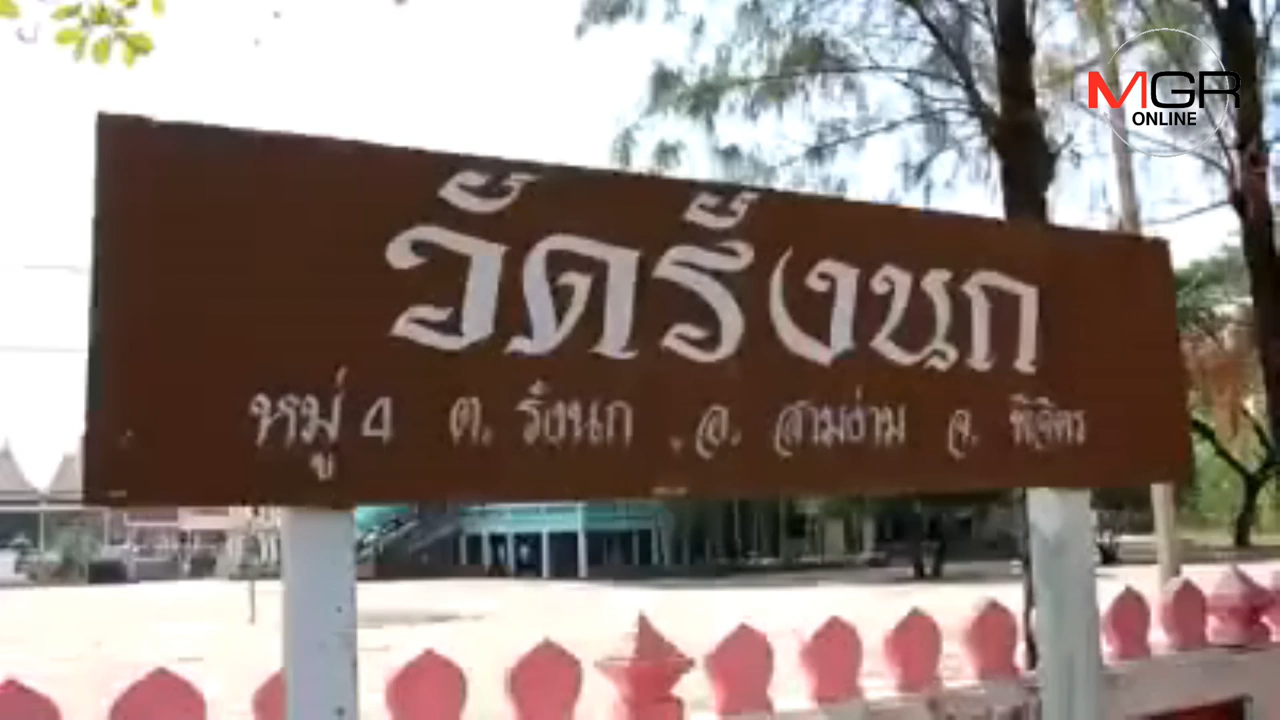 MGR
ONLINE
วัดรังนก
หมู่ 4 ต. รังนก . อ. สามง่าม จ. พิจิตร